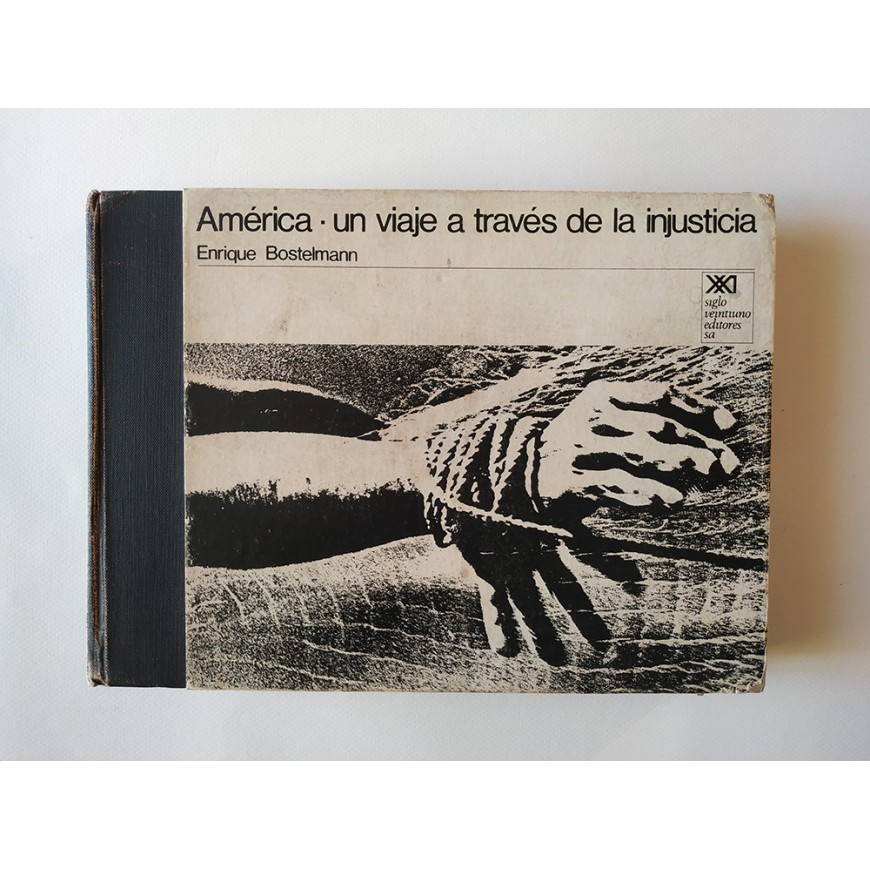 América · un viaje a través de la injusticia
Enrique Bostelmann
XXI
siglo
veintiuno
editores
sa